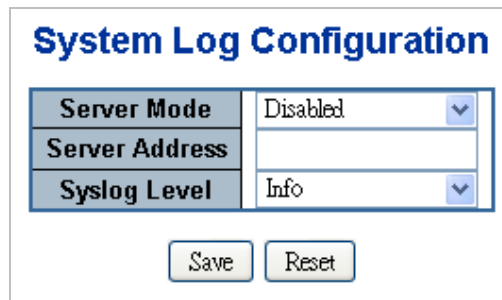 System Log Configuration
Server Mode Disabled
Server Address
Syslog Level Info
Save Reset